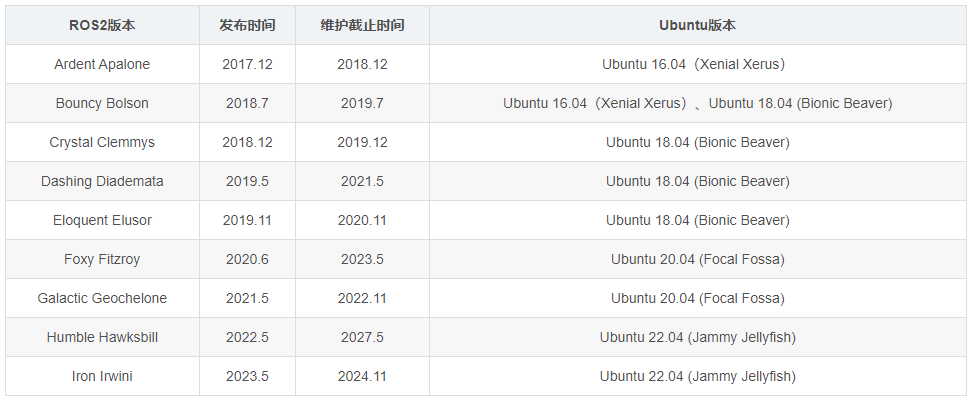 ROS2版本 发布时间 维护截止时间 Ubuntu版本
Ardent Apalone 2017.12 2018.12 Ubuntu 16.04（Xenial Xerus）
Bouncy Bolson 2018.7 2019.7 Ubuntu 16.04（Xenial Xerus）、Ubuntu 18.04 (Bionic Beaver)
Crystal Clemmys 2018.12 2019.12 Ubuntu 18.04 (Bionic Beaver)
Dashing Diademata 2019.5 2021.5 Ubuntu 18.04 (Bionic Beaver)
Eloquent Elusor 2019.11 2020.11 Ubuntu 18.04 (Bionic Beaver)
Foxy Fitzroy 2020.6 2023.5 Ubuntu 20.04 (Focal Fossa)
Galactic Geochelone 2021.5 2022.11 Ubuntu 20.04 (Focal Fossa)
Humble Hawksbill 2022.5 2027.5 Ubuntu 22.04 (Jammy Jellyfish)
Iron Irwini 2023.5 2024.11 Ubuntu 22.04 (Jammy Jellyfish)